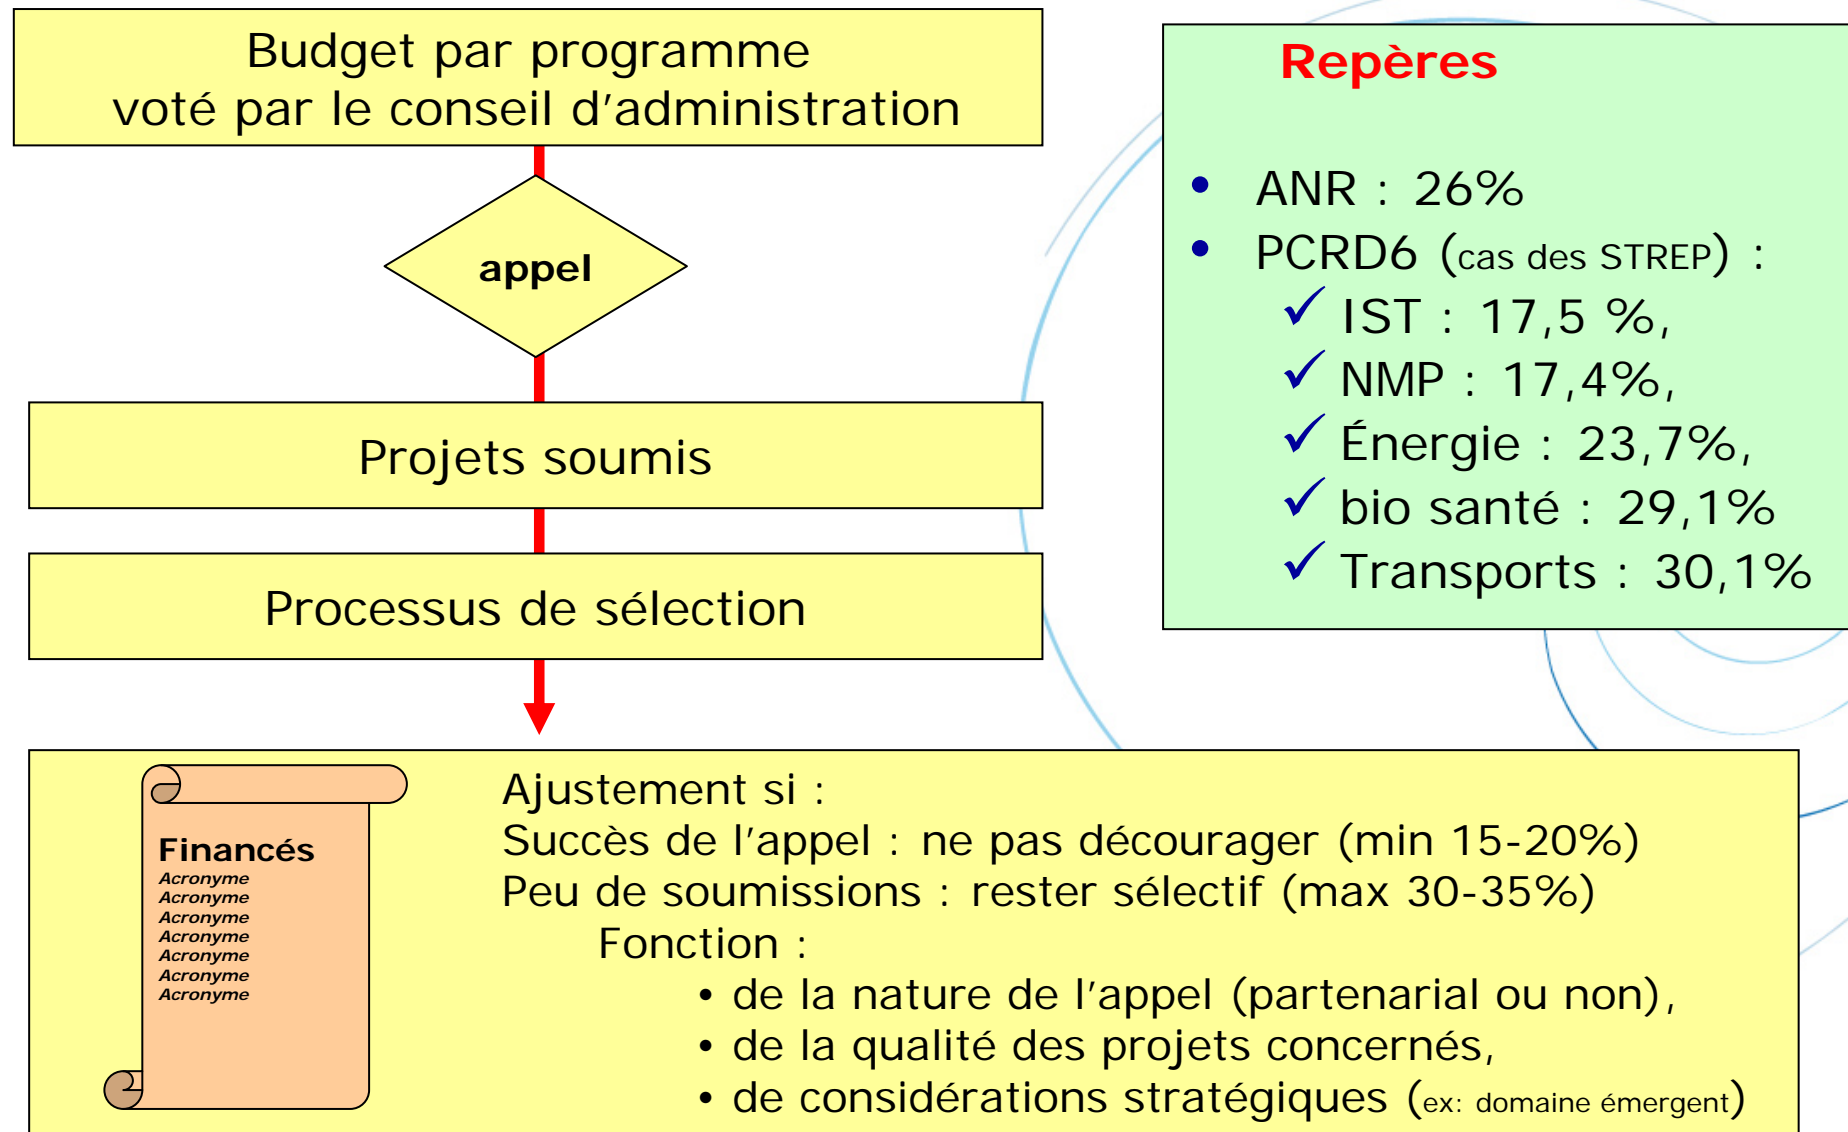 Budget par programme
voté par le conseil d'administration
appel
Projets soumis
Processus de sélection
Repères
• ANR : 26%
• PCRD6 (cas des STREP) :
✓ IST : 17,5 %,
✓ NMP : 17,4%,
✓ Énergie : 23,7%,
✓ bio santé : 29,1%
✓ Transports : 30,1%
Financés
Acronyme
Acronyme
Acronyme
Acronyme
Acronyme
Acronyme
Acronyme
Ajustement si :
Succès de l'appel : ne pas décourager (min 15-20%)
Peu de soumissions : rester sélectif (max 30-35%)
Fonction :
• de la nature de l'appel (partenarial ou non),
• de la qualité des projets concernés,
• de considérations stratégiques (ex: domaine émergent)